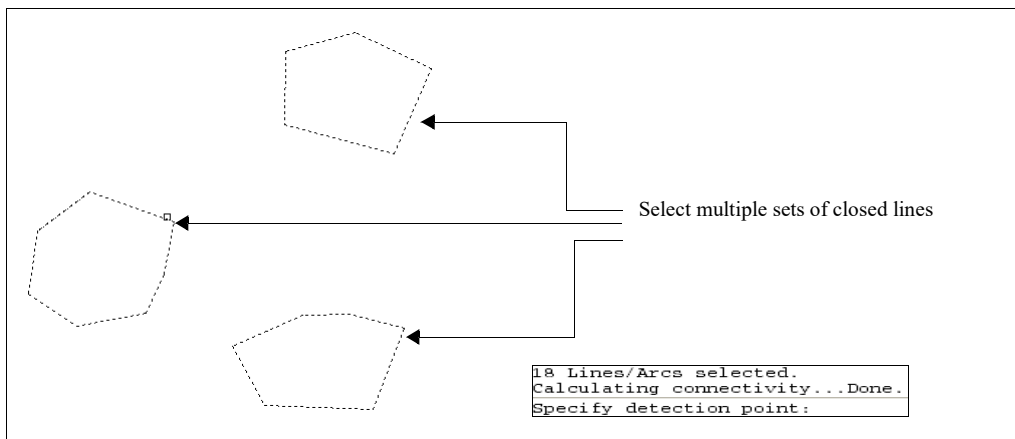 Select multiple sets of closed lines
18 Lines/Arcs selected.
Calculating connectivity...Done.
Specify detection point: